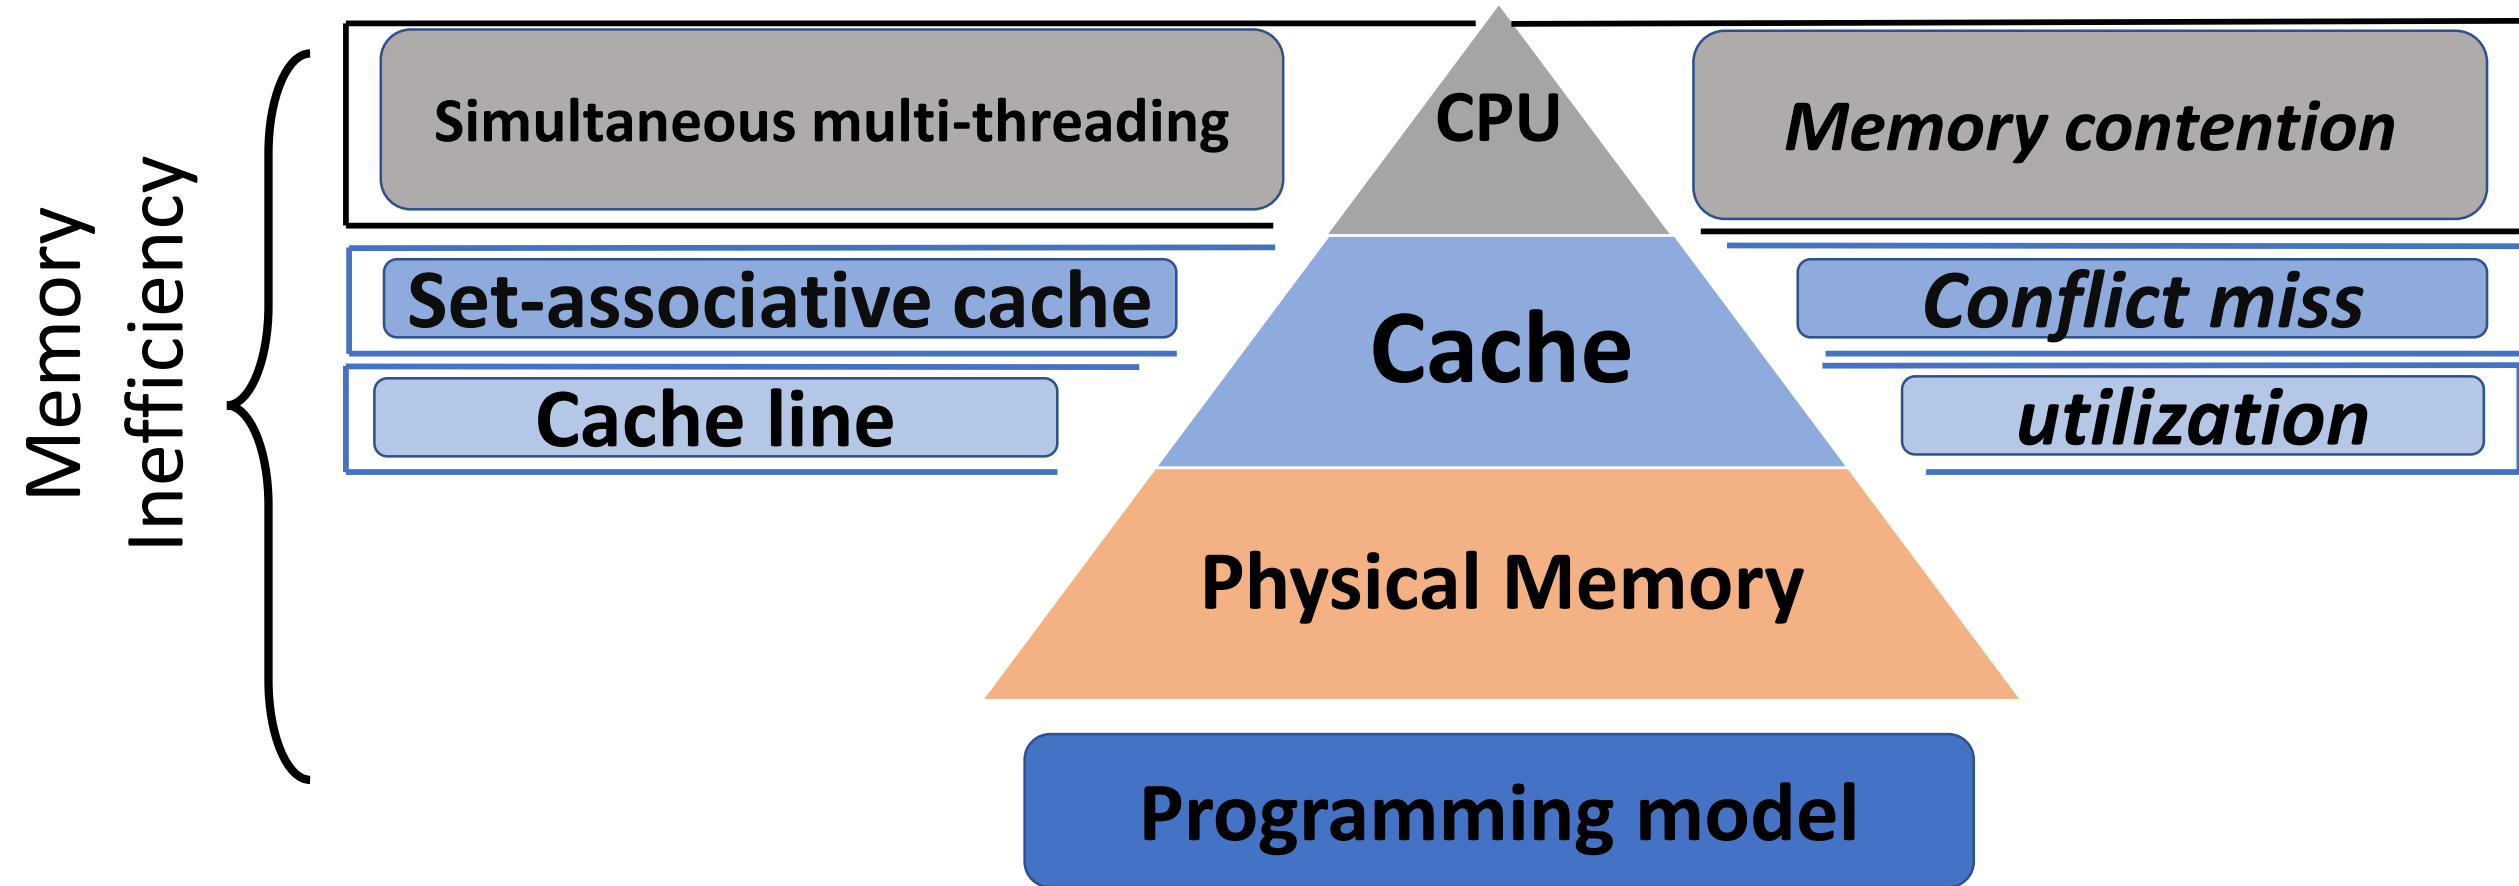 Memory
Inefficiency
Simultaneous multi-threading
CPU
Memory contention
Set-associative cache
Cache
Conflict miss
Cache line
utilization
Physical Memory
Programming model